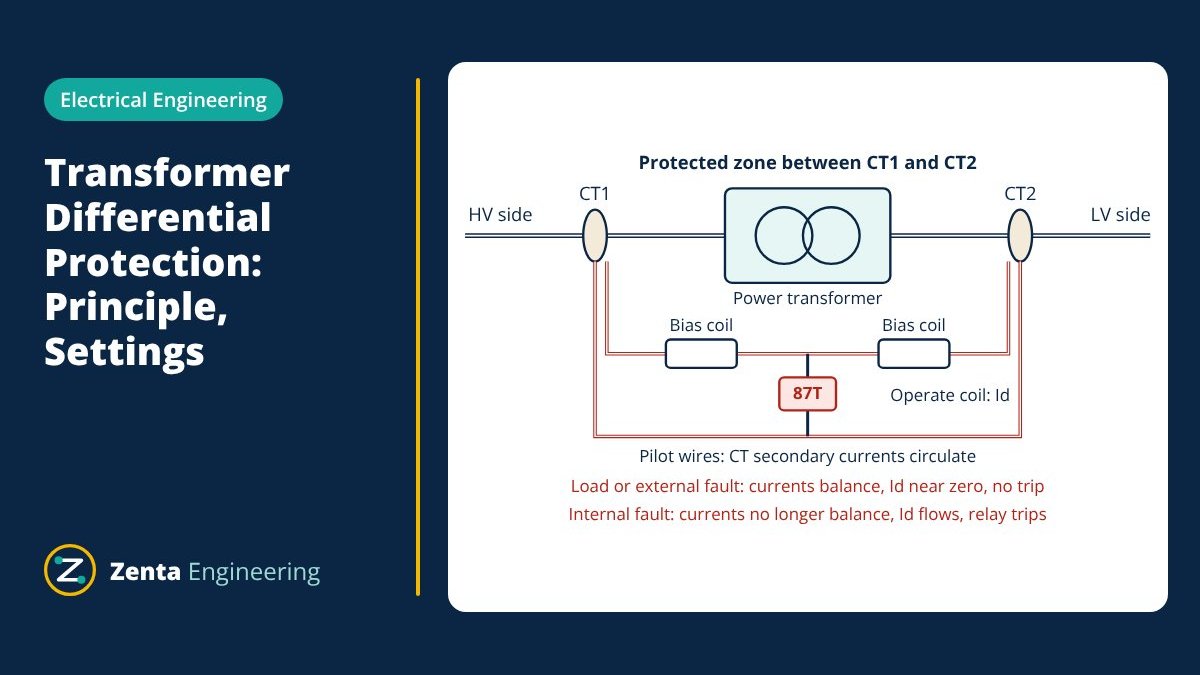 Electrical Engineering
Transformer
Differential
Protection:
Principle,
Settings
Zenta Engineering
Protected zone between CT1 and CT2
CT1
CT2
HV side
LV side
Power transformer
Bias coil
Bias coil
87T
Operate coil: Id
Pilot wires: CT secondary currents circulate
Load or external fault: currents balance, Id near zero, no trip
Internal fault: currents no longer balance, Id flows, relay trips